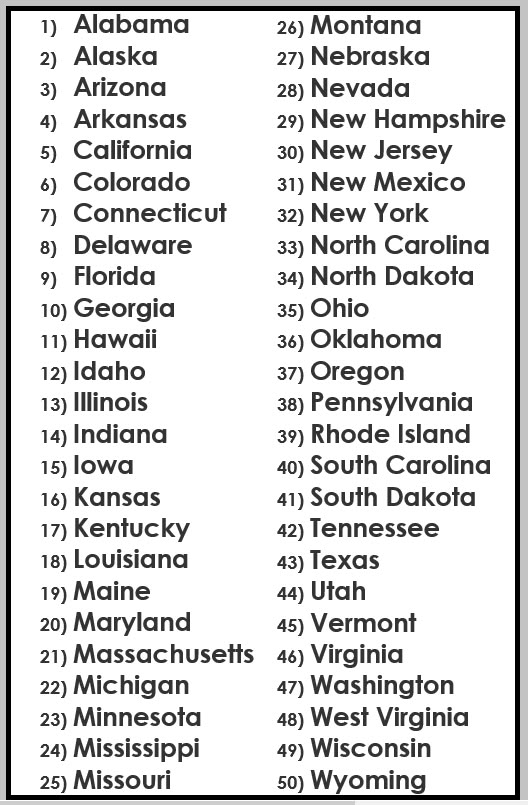 1) Alabama
2) Alaska
3) Arizona
4) Arkansas
5) California
6) Colorado
7) Connecticut
8) Delaware
9) Florida
10) Georgia
11) Hawaii
12) Idaho
13) Illinois
14) Indiana
15) Iowa
16) Kansas
17) Kentucky
18) Louisiana
19) Maine
20) Maryland
21) Massachusetts
22) Michigan
23) Minnesota
24) Mississippi
25) Missouri
26) Montana
27) Nebraska
28) Nevada
29) New Hampshire
30) New Jersey
31) New Mexico
32) New York
33) North Carolina
34) North Dakota
35) Ohio
36) Oklahoma
37) Oregon
38) Pennsylvania
39) Rhode Island
40) South Carolina
41) South Dakota
42) Tennessee
43) Texas
44) Utah
45) Vermont
46) Virginia
47) Washington
48) West Virginia
49) Wisconsin
50) Wyoming